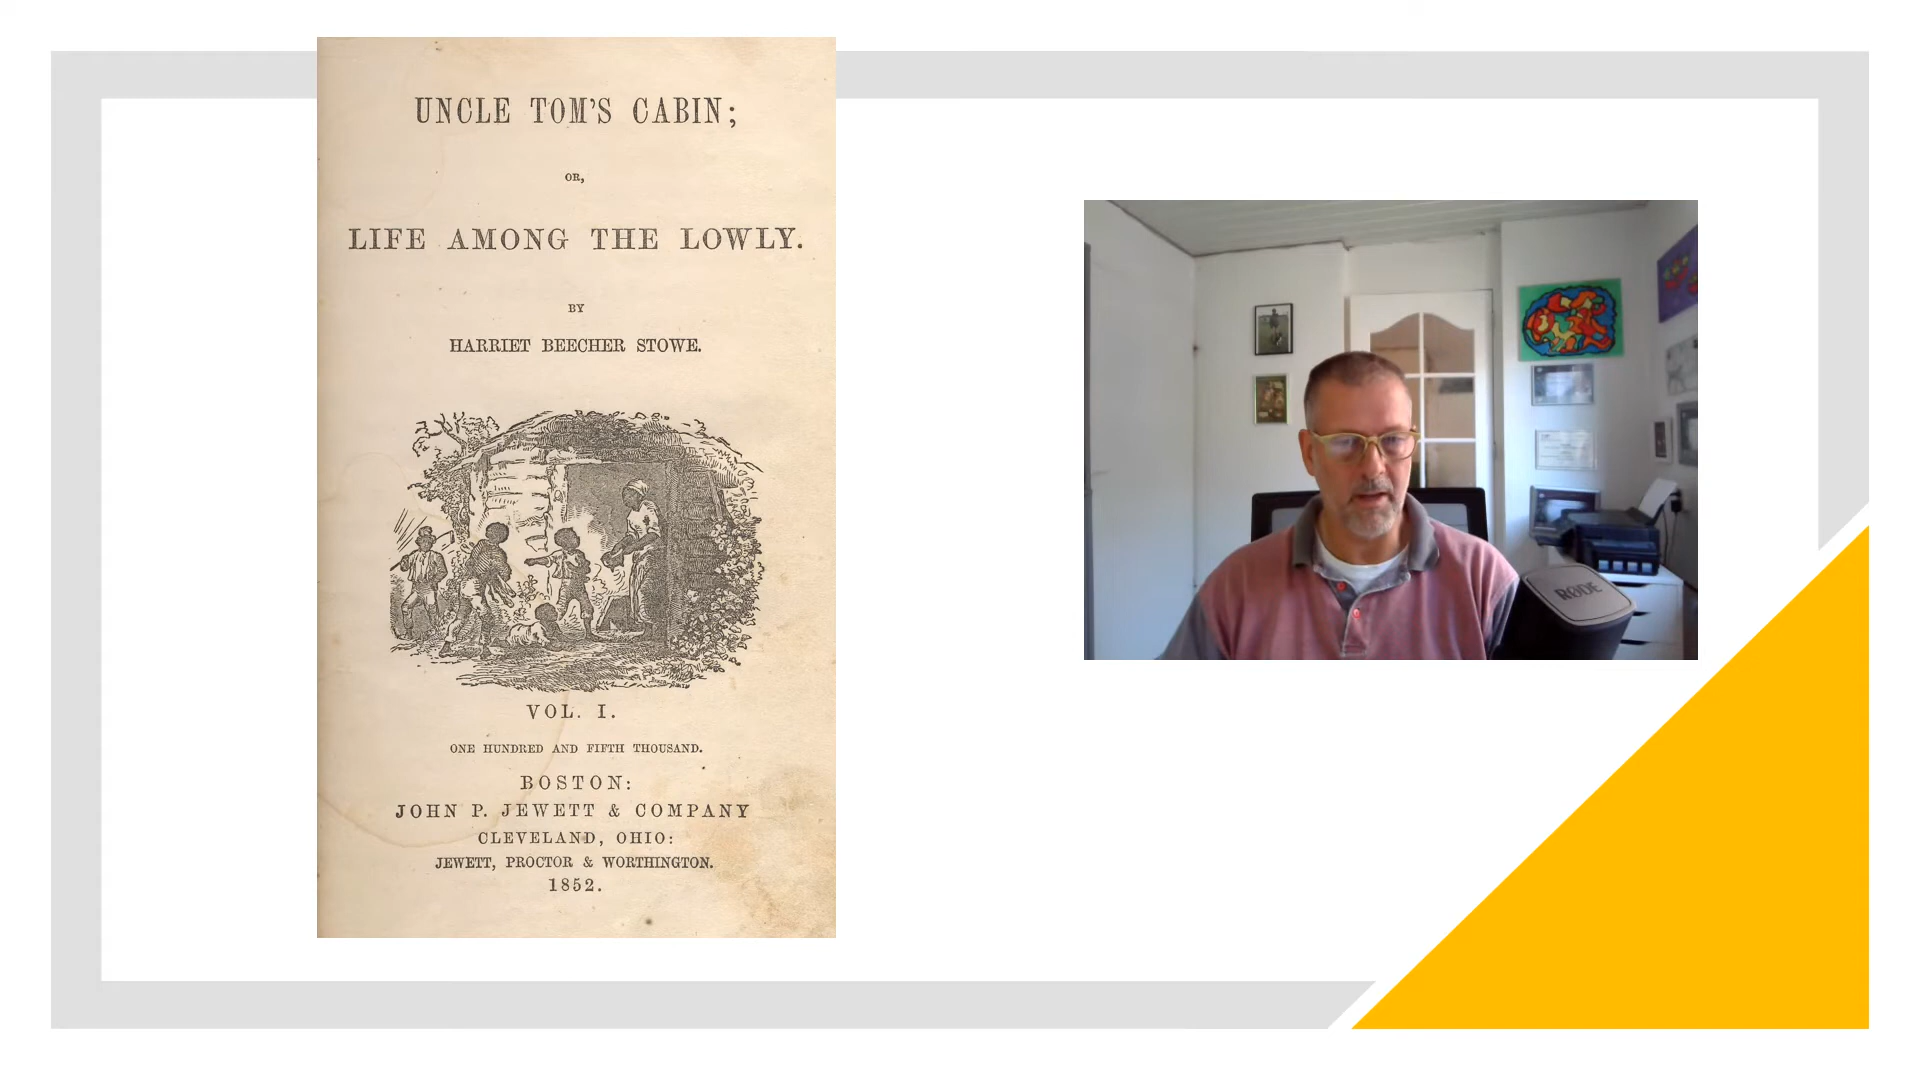 UNCLE TOM'S CABIN;
OR,
LIFE AMONG THE LOWLY.
BY
HARRIET BEECHER STOWE.
VOL. I.
ONE HUNDRED AND FIFTH THOUSAND.
BOSTON:
JOHN P. JEWETT & COMPANY
CLEVELAND, OHIO:
JEWETT, PROCTOR & WORTHINGTON.
1852.
RØDE